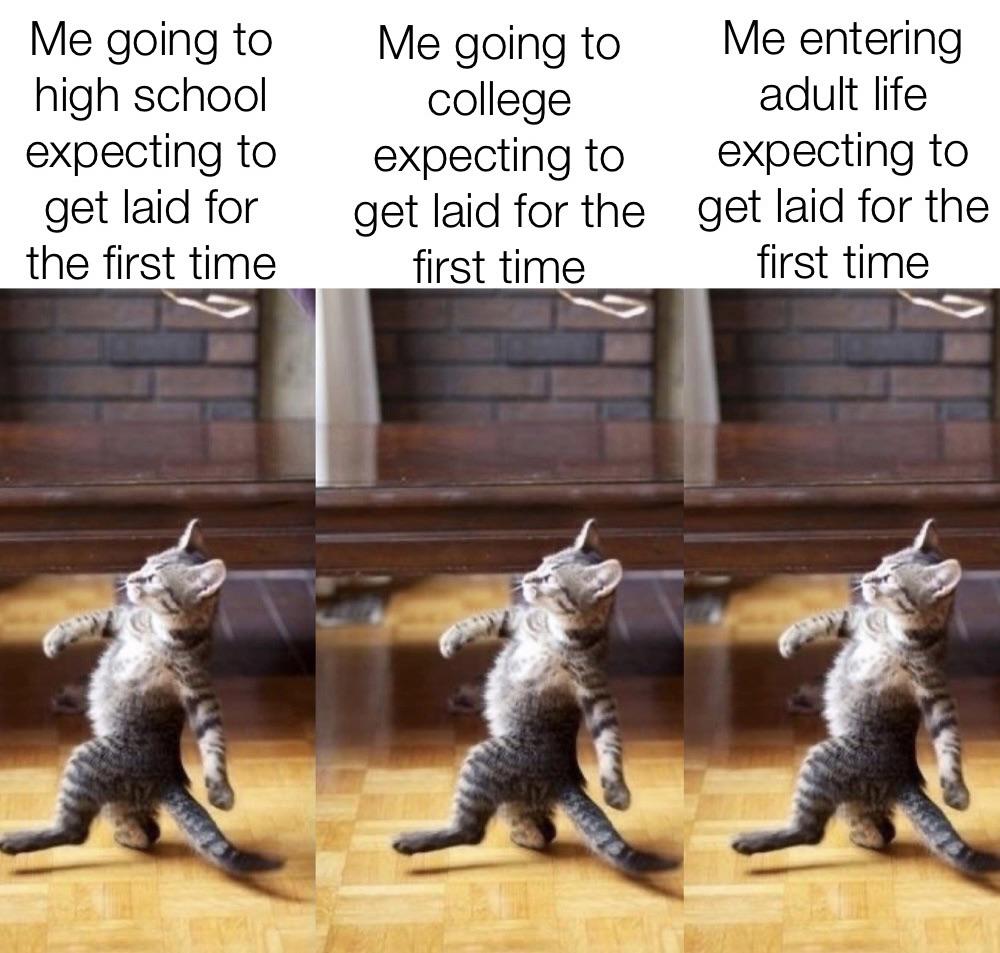 Me going to
high school
expecting to
get laid for
the first time
Me going to
college
expecting to
get laid for the
first time
Me entering
adult life
expecting to
get laid for the
first time